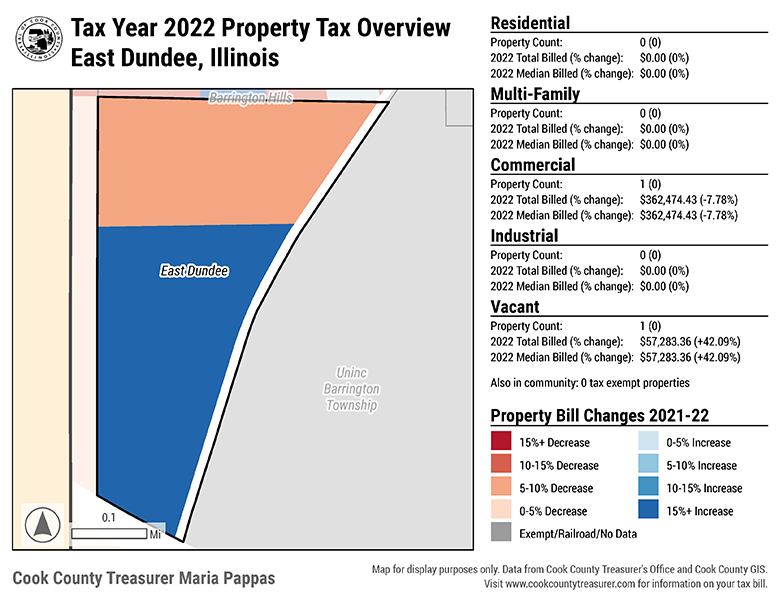 Tax Year 2022 Property Tax Overview
East Dundee, Illinois
Barrington Hills
East Dundee
Uninc
Barrington
Township
0.1
Mi
Residential
Property Count: 0 (0)
2022 Total Billed (% change): $0.00 (0%)
2022 Median Billed (% change): $0.00 (0%)
Multi-Family
Property Count: 0 (0)
2022 Total Billed (% change): $0.00 (0%)
2022 Median Billed (% change): $0.00 (0%)
Commercial
Property Count: 1 (0)
2022 Total Billed (% change): $362,474.43 (-7.78%)
2022 Median Billed (% change): $362,474.43 (-7.78%)
Industrial
Property Count: 0 (0)
2022 Total Billed (% change): $0.00 (0%)
2022 Median Billed (% change): $0.00 (0%)
Vacant
Property Count: 1 (0)
2022 Total Billed (% change): $57,283.36 (+42.09%)
2022 Median Billed (% change): $57,283.36 (+42.09%)
Also in community: 0 tax exempt properties
Property Bill Changes 2021-22
15%+ Decrease
10-15% Decrease
5-10% Decrease
0-5% Decrease
Exempt/Railroad/No Data
0-5% Increase
5-10% Increase
10-15% Increase
15%+ Increase
Cook County Treasurer Maria Pappas
Map for display purposes only. Data from Cook County Treasurer's Office and Cook County GIS.
Visit www.cookcountytreasurer.com for information on your tax bill.